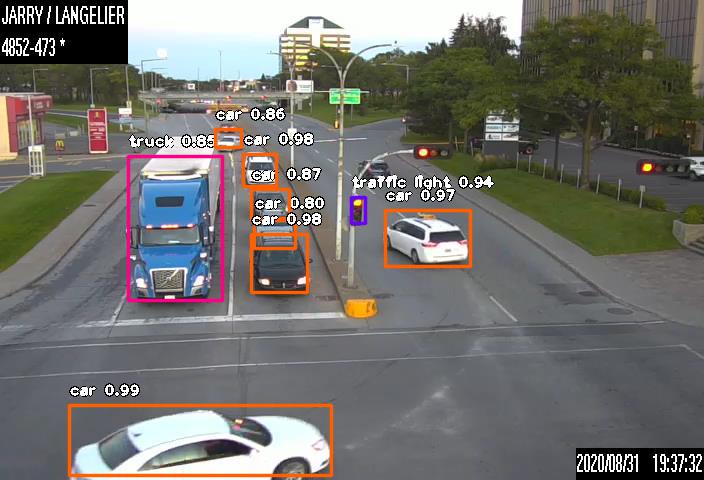 JARRY / LANGELIER
4852-473 *
car 0.86
truck 0.85
car 0.98
car 0.87
traffic light 0.94
car 0.97
car 0.80
car 0.98
car 0.99
2020/08/31 19:37:32